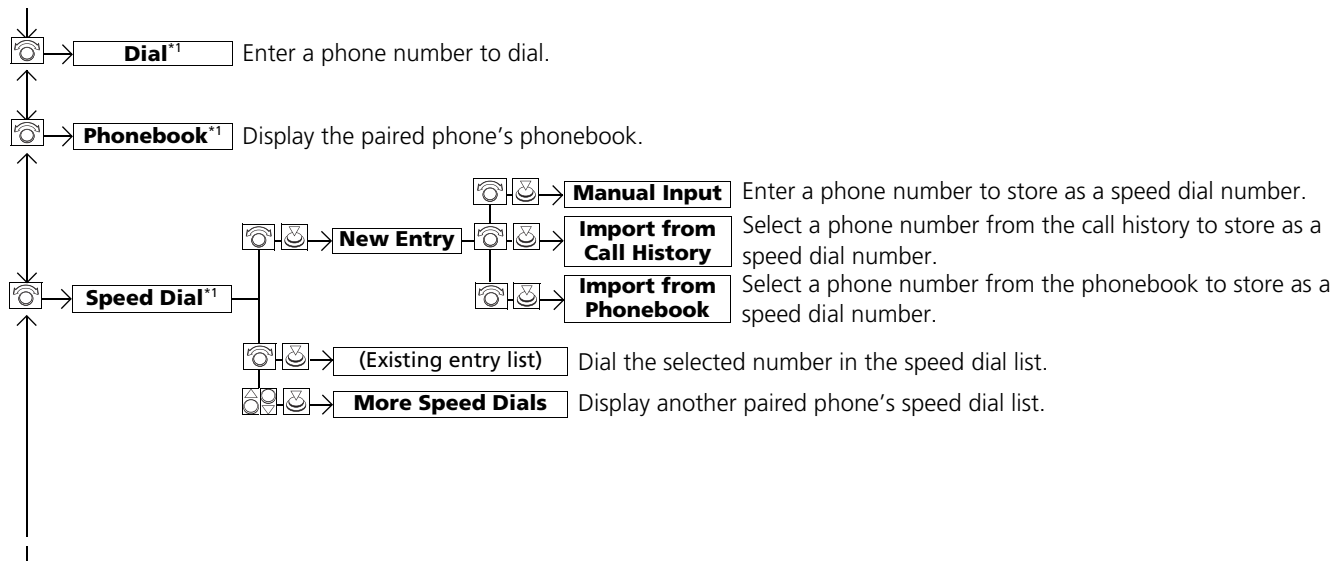 Dial*1 Enter a phone number to dial.
Phonebook*1 Display the paired phone’s phonebook.
Manual Input Enter a phone number to store as a speed dial number.
New Entry
Import from
Call History
Select a phone number from the call history to store as a
speed dial number.
Import from
Phonebook
Select a phone number from the phonebook to store as a
speed dial number.
Speed Dial*1
(Existing entry list) Dial the selected number in the speed dial list.
More Speed Dials Display another paired phone’s speed dial list.